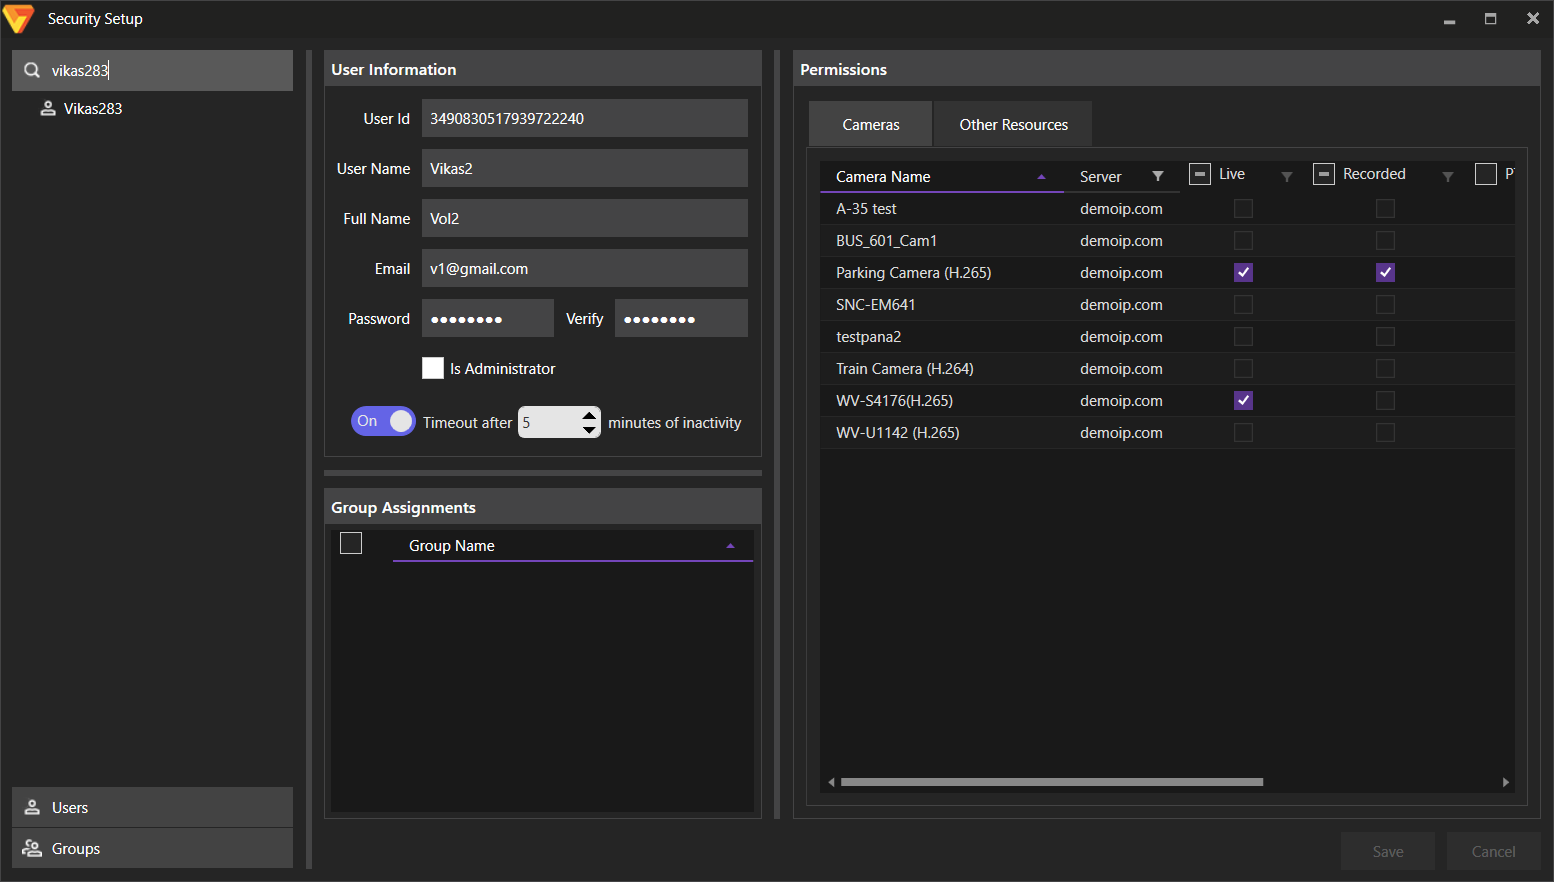 Security Setup
vikas283
Vikas283
Users
Groups
User Information
User Id 3490830517939722240
User Name Vikas2
Full Name Vol2
Email v1@gmail.com
Password ●●●●●●●● Verify ●●●●●●●●
Is Administrator
On Timeout after 5 minutes of inactivity
Group Assignments
Group Name
Permissions
Cameras Other Resources
Camera Name Server Live Recorded
A-35 test demoip.com
BUS_601_Cam1 demoip.com
Parking Camera (H.265) demoip.com
SNC-EM641 demoip.com
testpana2 demoip.com
Train Camera (H.264) demoip.com
WV-S4176(H.265) demoip.com
WV-U1142 (H.265) demoip.com
Save Cancel